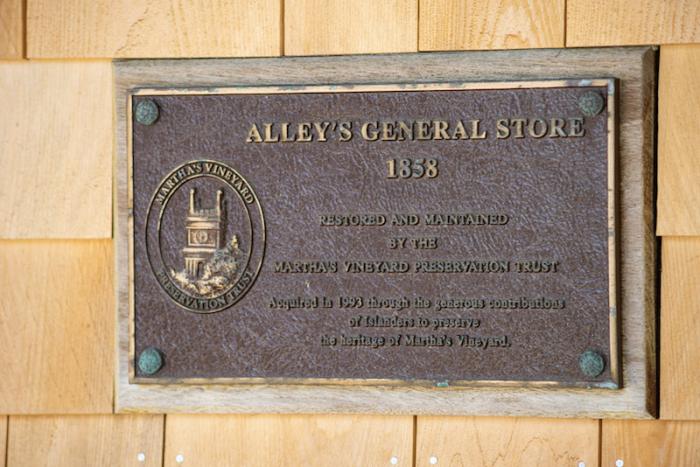 ALLEY'S GENERAL STORE
1858
MARTHA'S VINEYARD
PRESERVATION TRUST
RESTORED AND MAINTAINED
BY THE
MARTHA'S VINEYARD PRESERVATION TRUST
Acquired in 1993 through the generous contributions
of Islanders to preserve
the heritage of Martha's Vineyard.